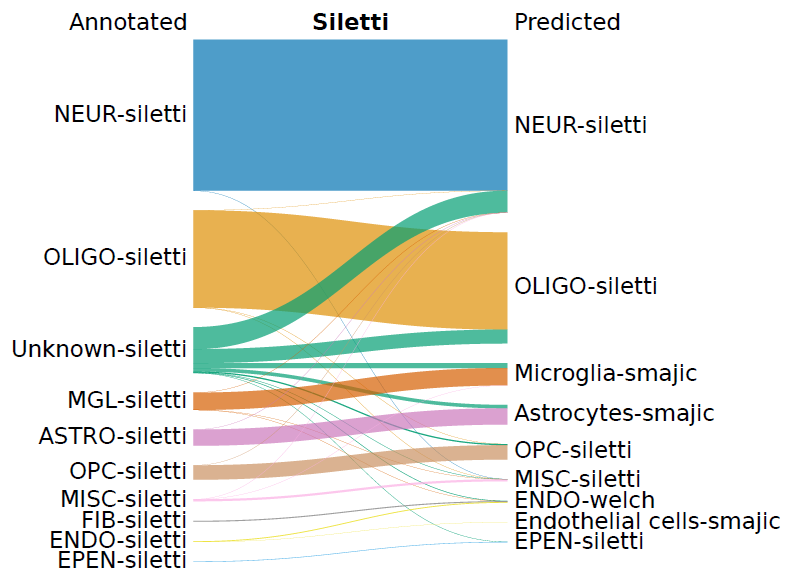 Annotated Siletti Predicted
NEUR-siletti
OLIGO-siletti
Unknown-siletti
MGL-siletti
ASTRO-siletti
OPC-siletti
MISC-siletti
FIB-siletti
ENDO-siletti
EPEN-siletti
NEUR-siletti
OLIGO-siletti
Microglia-smajic
Astrocytes-smajic
OPC-siletti
MISC-siletti
ENDO-welch
Endothelial cells-smajic
EPEN-siletti